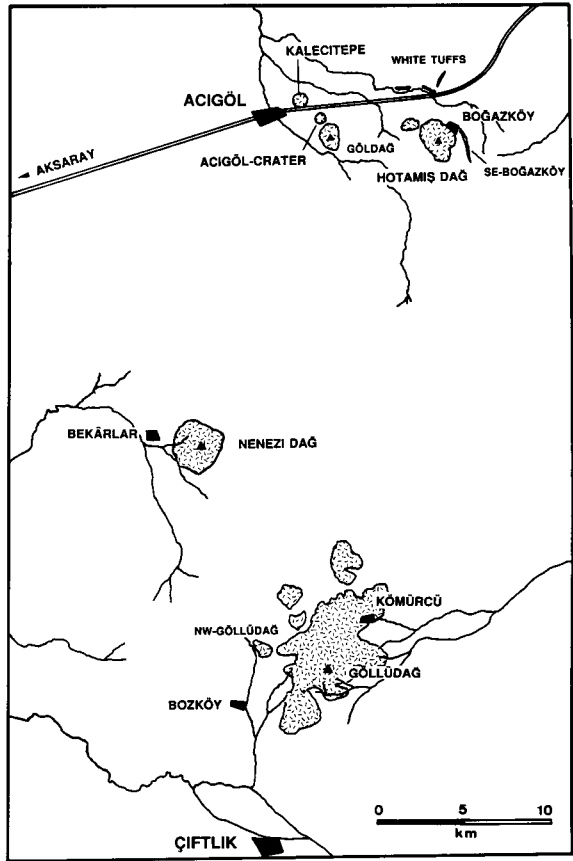 KALECITEPE
WHITE TUFFS
ACIGÖL
BOĞAZKÖY
ACIGÖL-CRATER
GÖLDAĞ
AKSARAY
HOTAMIŞ DAĞ
SE-BOĞAZKÖY
BEKÂRLAR
NENEZI DAĞ
KÖMÜRCÜ
NW-GÖLLÜDAĞ
GÖLLÜDAĞ
BOZKÖY
0 5 10
km
ÇIFTLIK